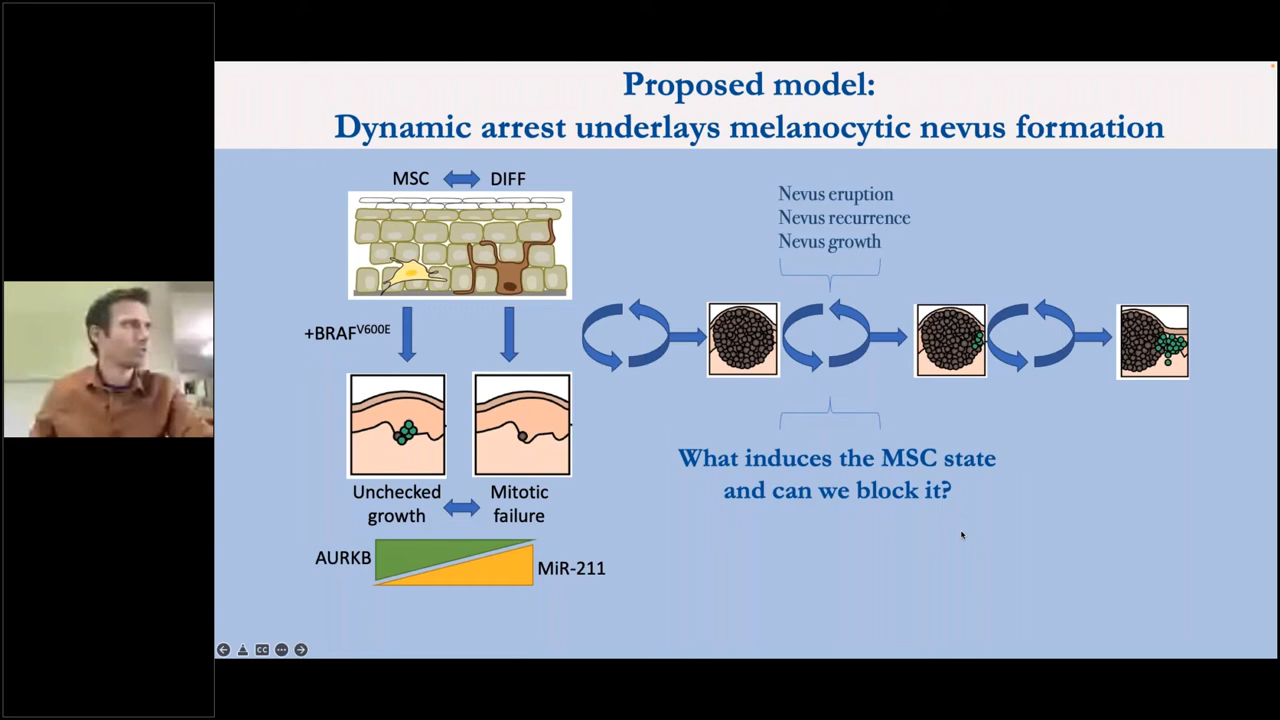 Proposed model:
Dynamic arrest underlays melanocytic nevus formation
MSC DIFF
+BRAFV600E
Unchecked growth
Mitotic failure
AURKB
MiR-211
Nevus eruption
Nevus recurrence
Nevus growth
What induces the MSC state
and can we block it?
CC